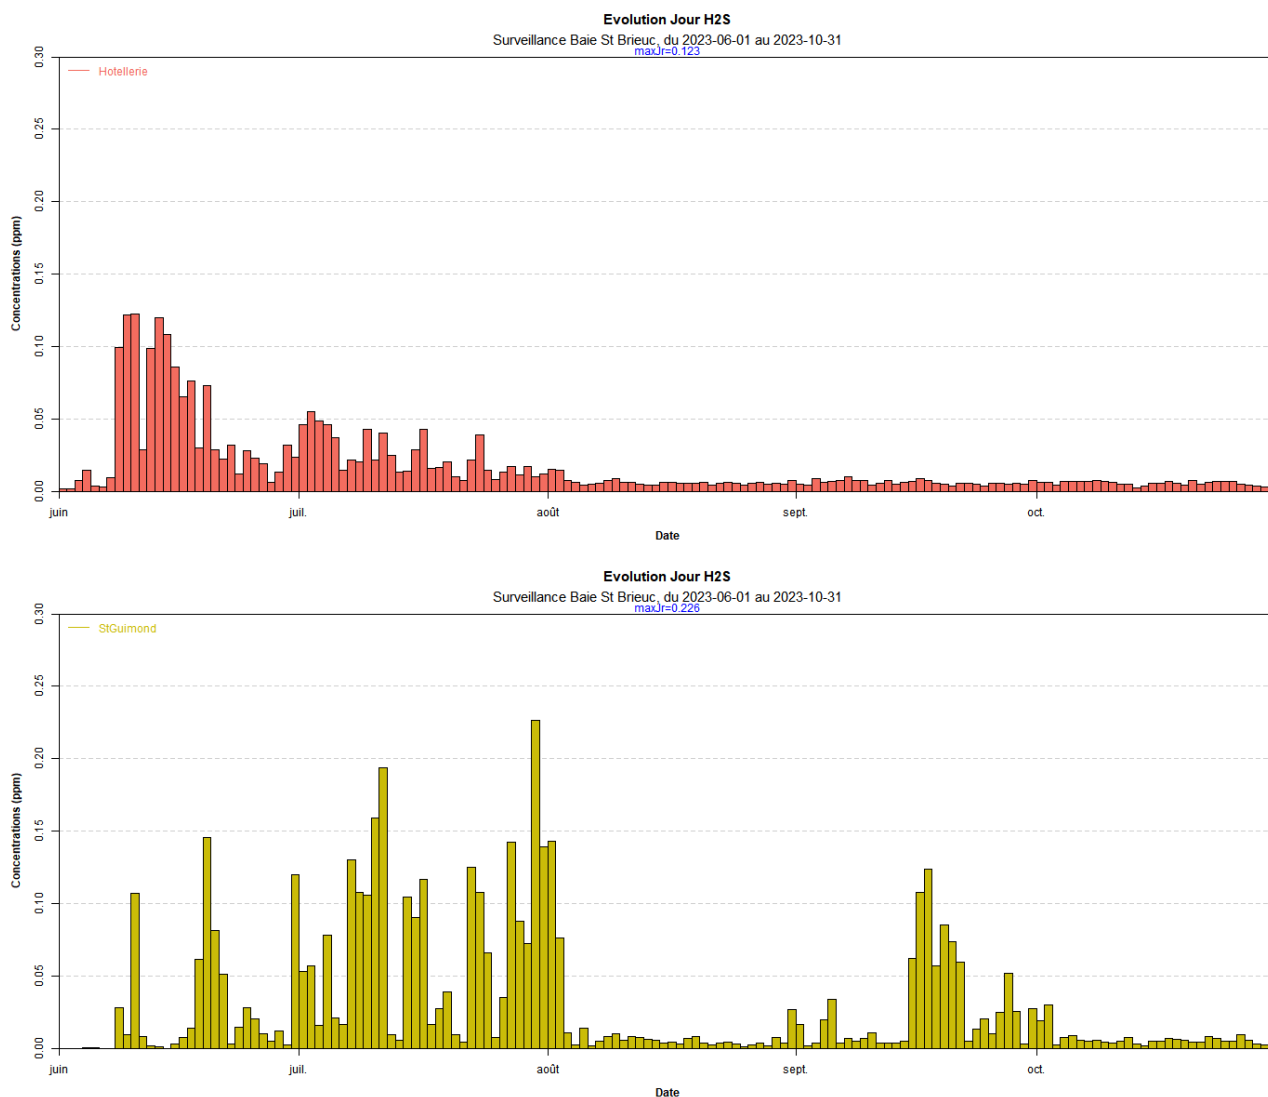 Evolution Jour H2S
Surveillance Baie St Brieuc, du 2023-06-01 au 2023-10-31
maxJr=0.123
Hotellerie
0.30
0.25
0.20
0.15
0.10
0.05
0.00
Concentrations (ppm)
juin juil. août sept. oct.
Date
Evolution Jour H2S
Surveillance Baie St Brieuc, du 2023-06-01 au 2023-10-31
maxJr=0.226
StGuimond
0.30
0.25
0.20
0.15
0.10
0.05
0.00
Concentrations (ppm)
juin juil. août sept. oct.
Date